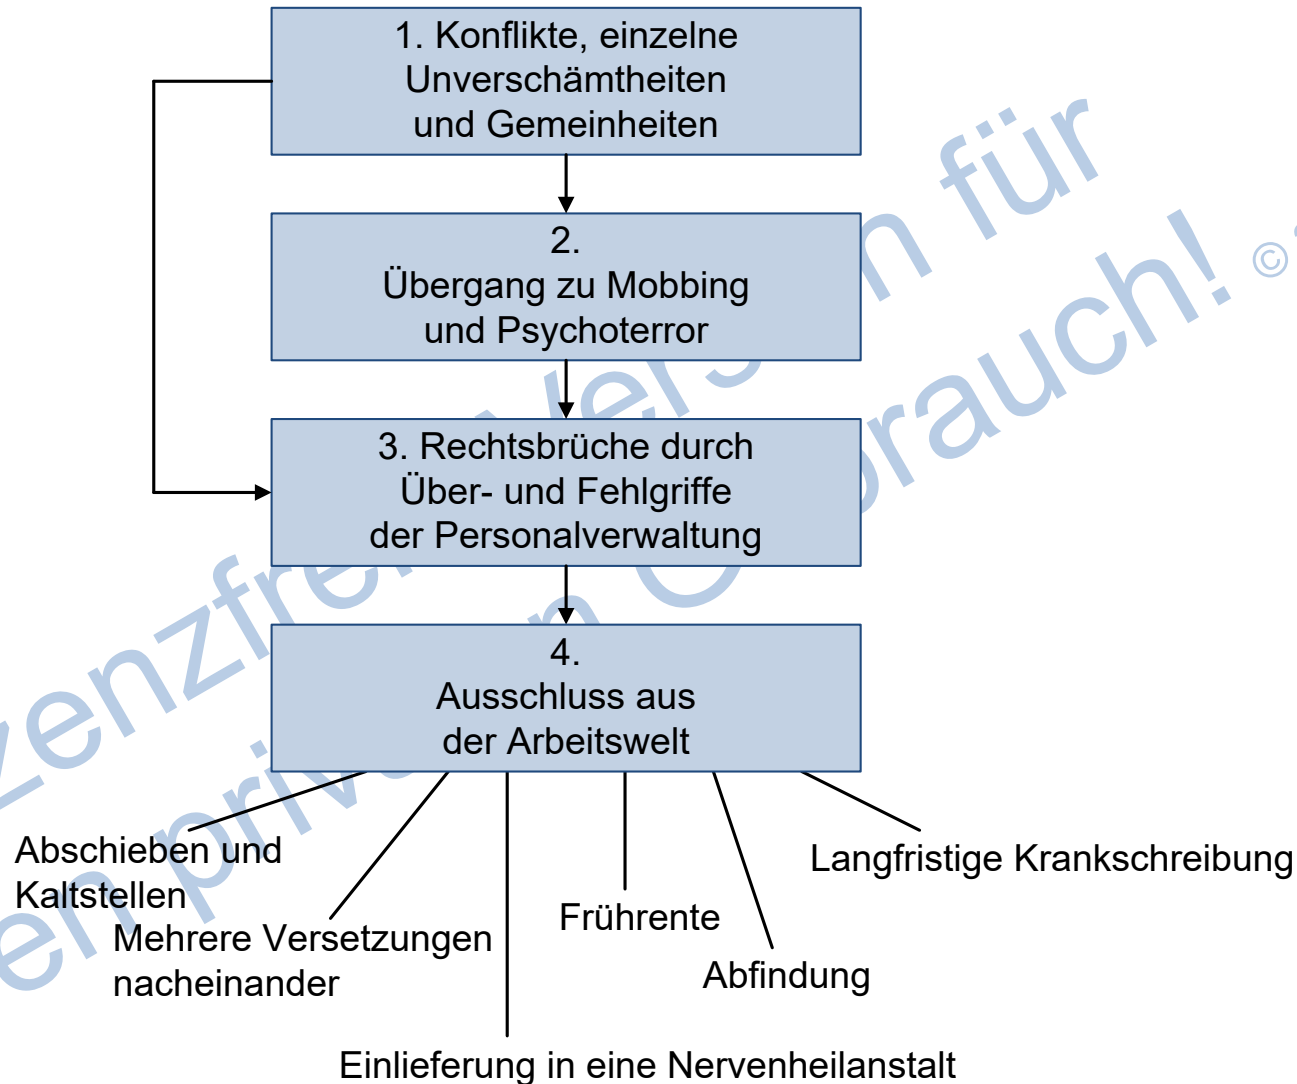 1. Konflikte, einzelne
Unverschämtheiten
und Gemeinheiten
2.
Übergang zu Mobbing
und Psychoterror
3. Rechtsbrüche durch
Über- und Fehlgriffe
der Personalverwaltung
4.
Ausschluss aus
der Arbeitswelt
Abschieben und
Kaltstellen
Mehrere Versetzungen
nacheinander
Einlieferung in eine Nervenheilanstalt
Frührente
Abfindung
Langfristige Krankschreibung
für
©